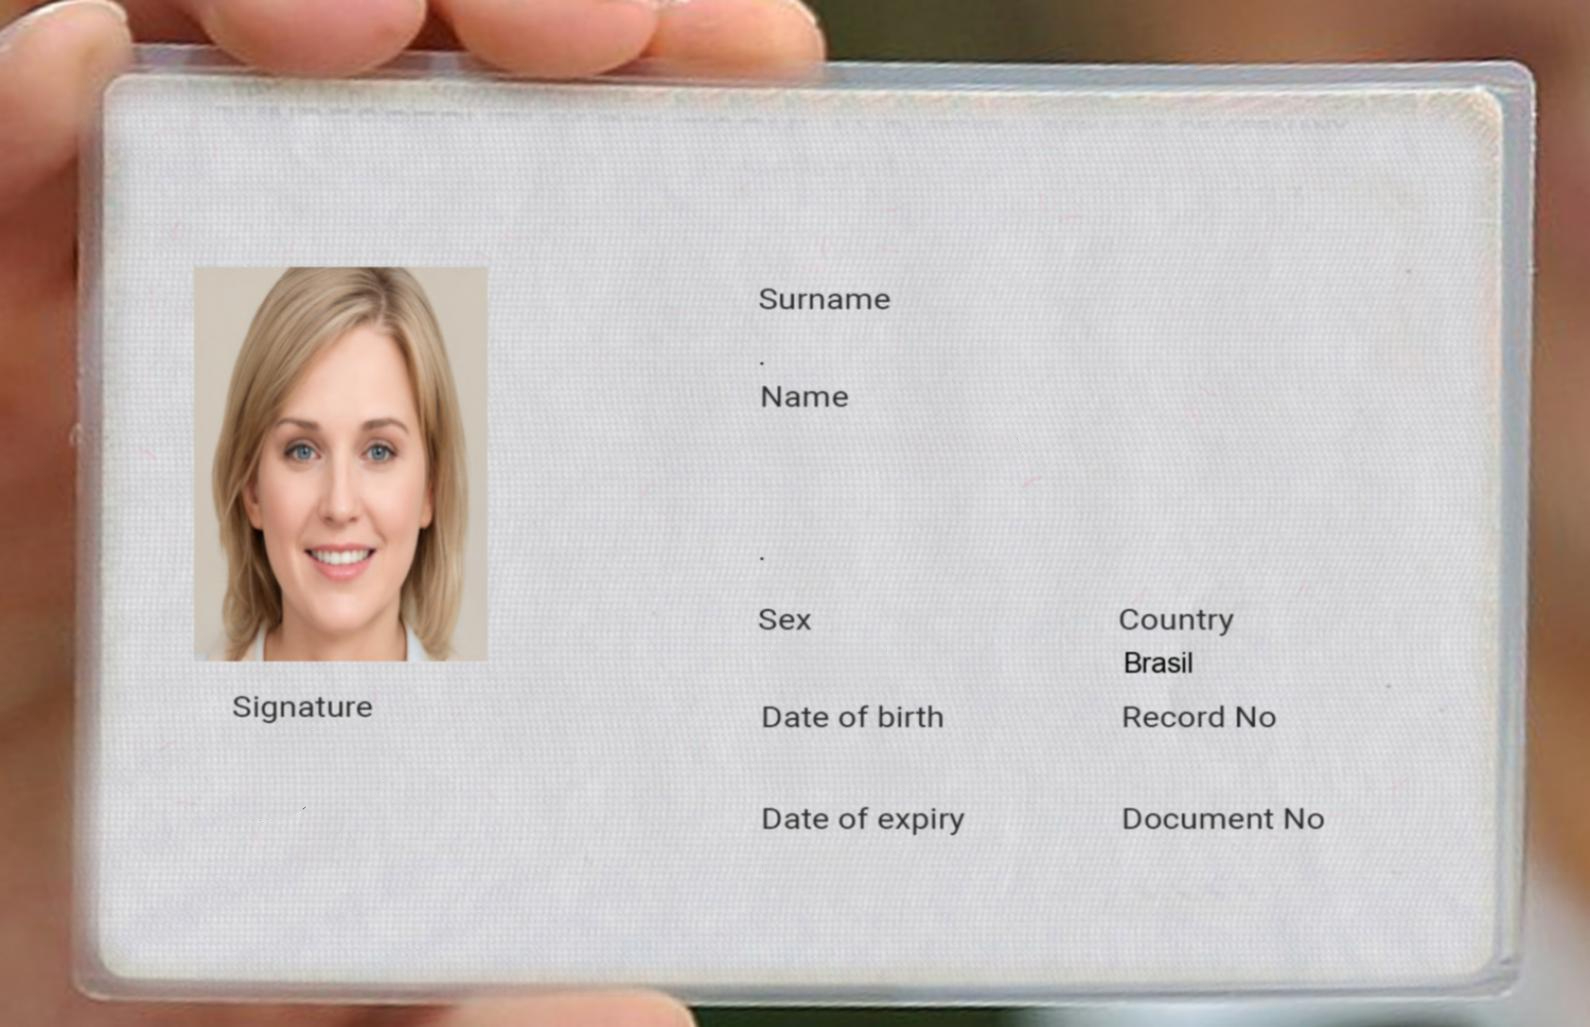 Surname
Name
Sex
Country
Brasil
Signature
Date of birth
Record No
Date of expiry
Document No